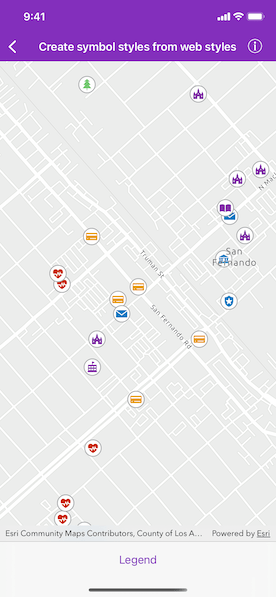 9:41
Create symbol styles from web styles
N Mac
San
Fernando
Truman St
San Fernando Rd
Esri Community Maps Contributors, County of Los A... Powered by Esri
Legend